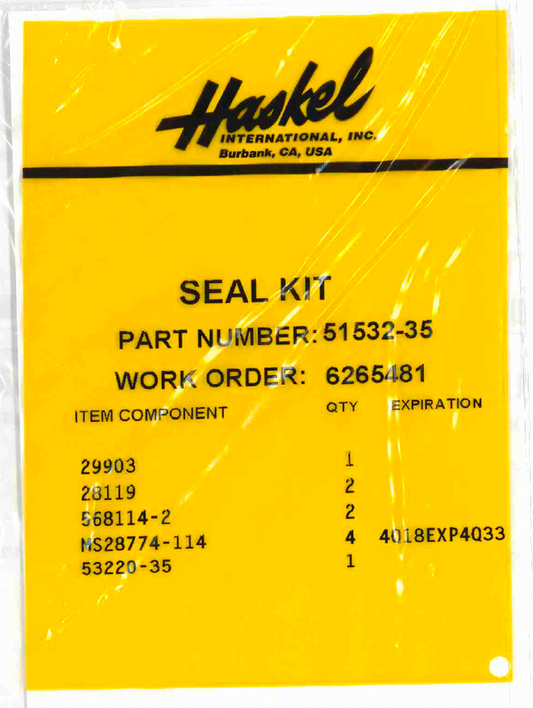 Haskel
INTERNATIONAL, INC.
Burbank, CA, USA
SEAL KIT
PART NUMBER: 51532-35
WORK ORDER: 6265481
ITEM COMPONENT QTY EXPIRATION
29903 1
28119 2
568114-2 2
MS28774-114 4 4Q18EXP4Q33
53220-35 1